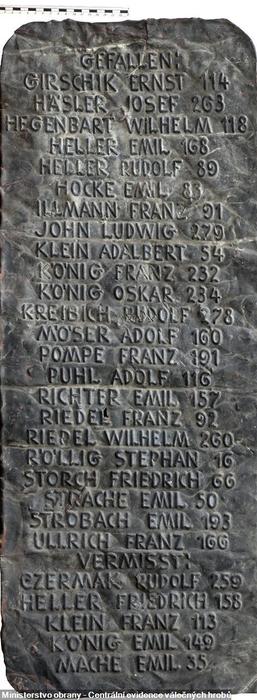 GEFALLEN:
GIRSCHIK ERNST 114
HÄSLER JOSEF 263
HEGENBART WILHELM 118
HELLER EMIL 168
HELLER RUDOLF 89
HOCKE EMIL 83
ILLMANN FRANZ 91
JOHN LUDWIG 279
KLEIN ADALBERT 54
KÖNIG FRANZ 232
KÖNIG OSKAR 234
KREIBICH RUDOLF 278
MOSER ADOLF 160
POMPE FRANZ 191
PUHL ADOLF 116
RICHTER EMIL 157
RIEDEL FRANZ 92
RIEDEL WILHELM 260
RÖLLIG STEPHAN 16
STORCH FRIEDRICH 66
STRACHE EMIL 50
STROBACH EMIL 193
ULLRICH FRANZ 166
VERMISST:
CZERMAK RUDOLF 259
HELLER FRIEDRICH 158
KLEIN FRANZ 113
KÖNIG EMIL 149
MACHE EMIL 35
Ministerstvo obrany - Centrální evidence válečných hrobů